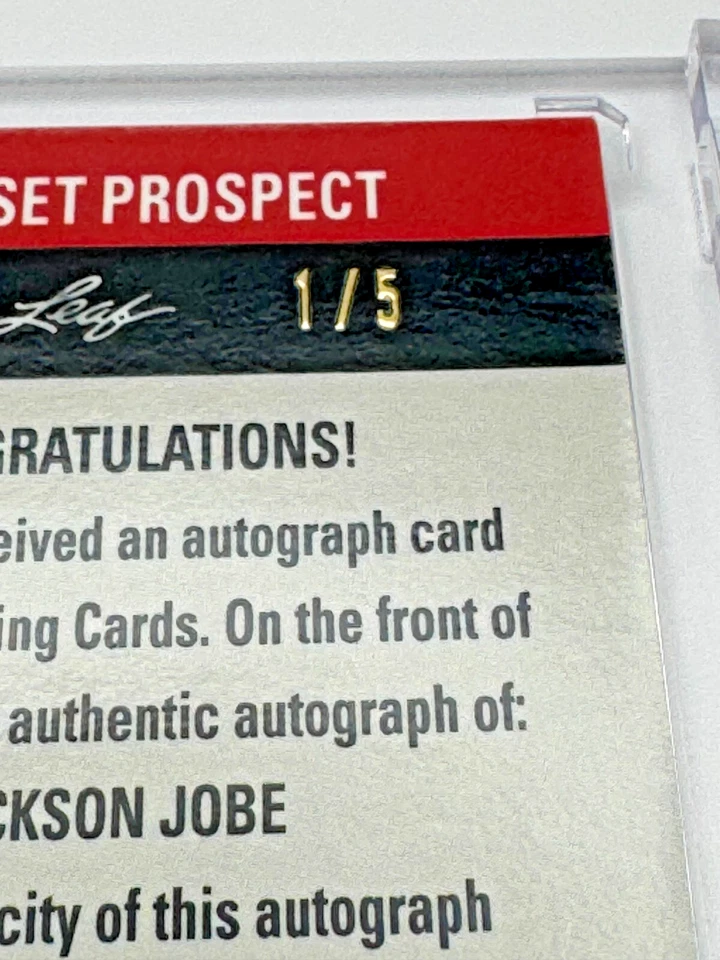 SET PROSPECT
Leaf 1/5
GRATULATIONS!
eived an autograph card
ing Cards. On the front of
authentic autograph of:
CKSON JOBE
city of this autograph